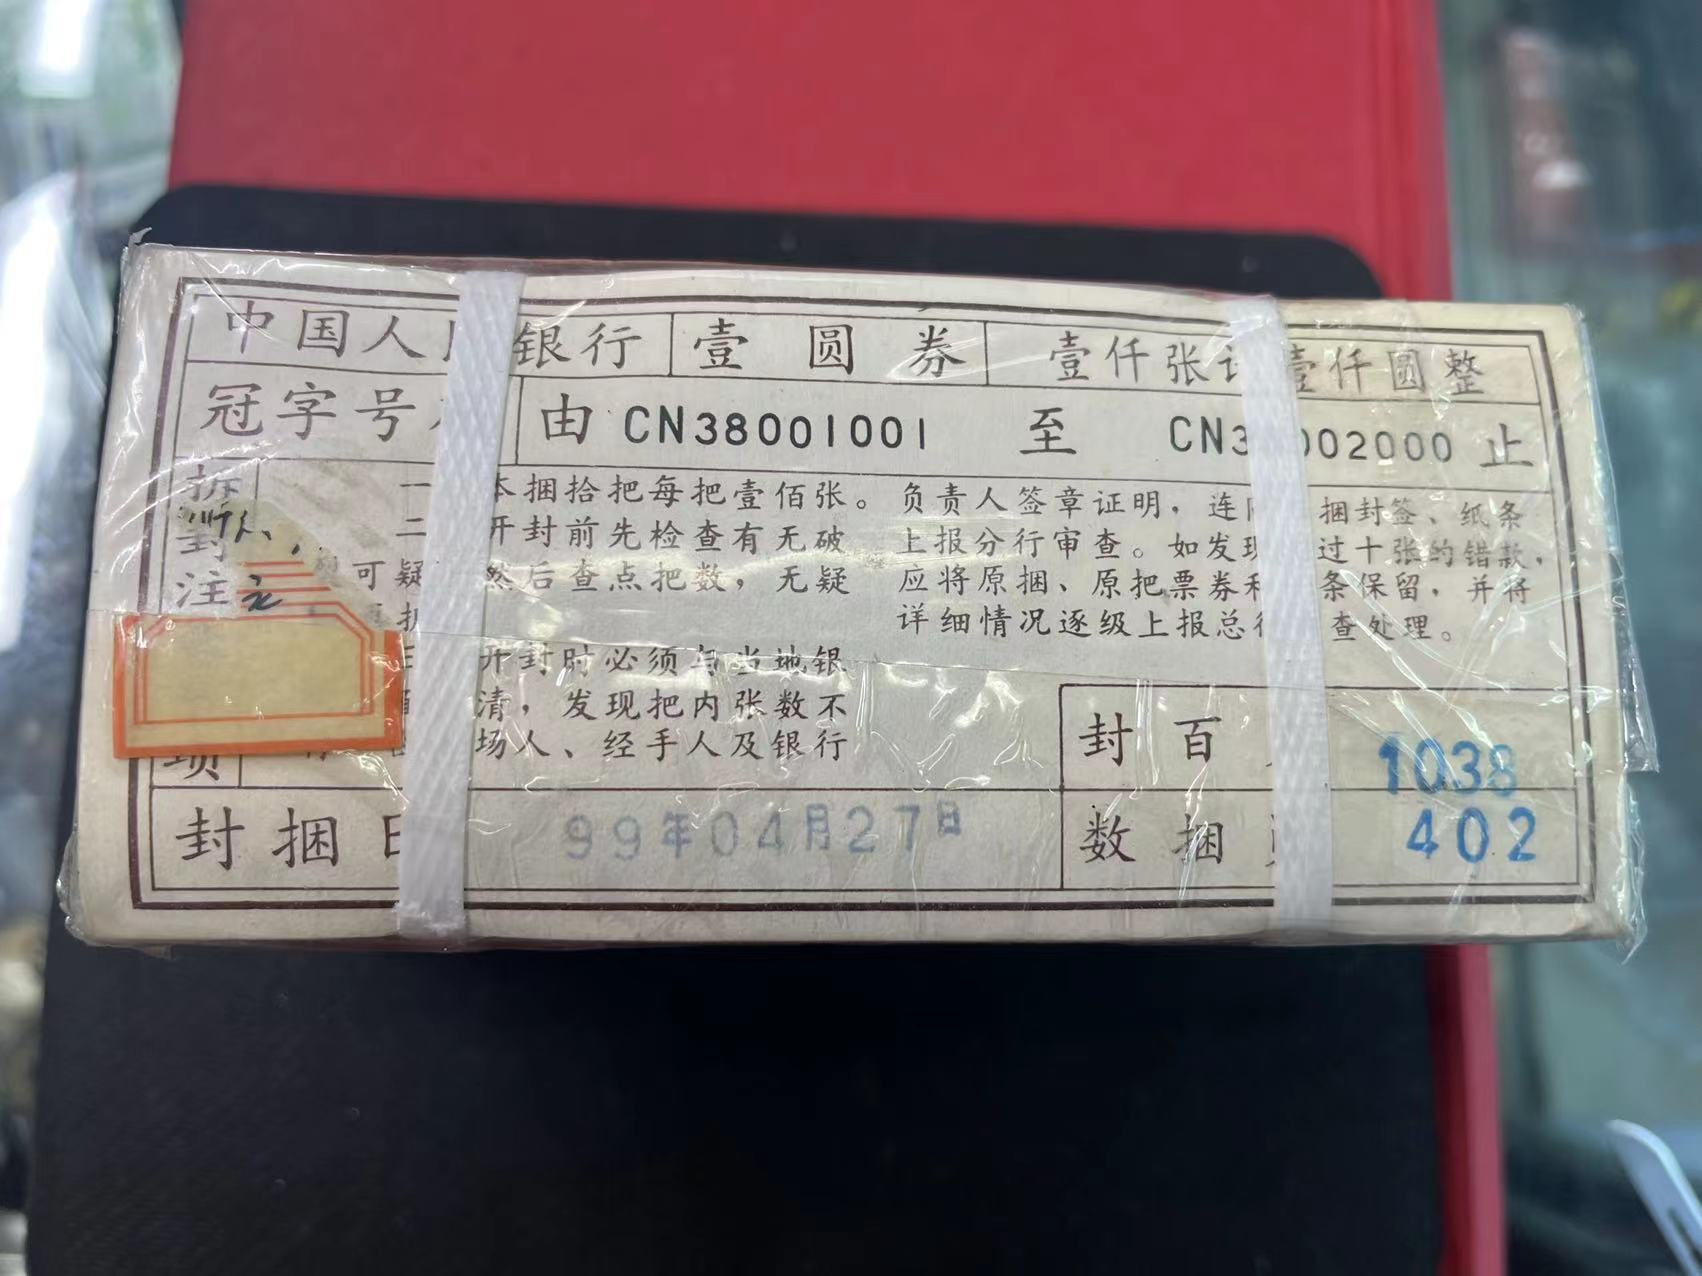 中国人 银行 壹圆券 壹仟张 壹仟圆整
冠字号 由 CN38001001 至 CN3 002000 止
拆封注 项
一 本捆拾把每把壹佰张。
二 开封前先检查有无破
可疑 然后查点把数，无疑
开封时必须与当地银
清，发现把内张数不
场人、经手人及银行
负责人签章证明，连 捆封签、纸条
上报分行审查。如发现 过十张的错款，
应将原捆、原把票券和 条保留，并将
详细情况逐级上报总行 查处理。
封百 1038
封捆日 99年04月27日
数捆 402